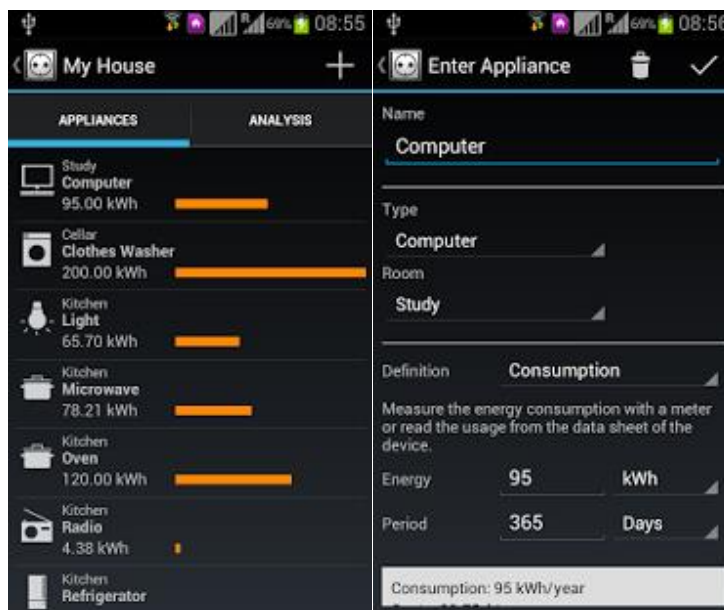 69% 08:55
My House
APPLIANCES ANALYSIS
Study
Computer
95.00 kWh
Cellar
Clothes Washer
200.00 kWh
Kitchen
Light
65.70 kWh
Kitchen
Microwave
78.21 kWh
Kitchen
Oven
120.00 kWh
Kitchen
Radio
4.38 kWh
Kitchen
Refrigerator
69% 08:56
Enter Appliance
Name
Computer
Type
Computer
Room
Study
Definition Consumption
Measure the energy consumption with a meter
or read the usage from the data sheet of the
device.
Energy 95 kWh
Period 365 Days
Consumption: 95 kWh/year